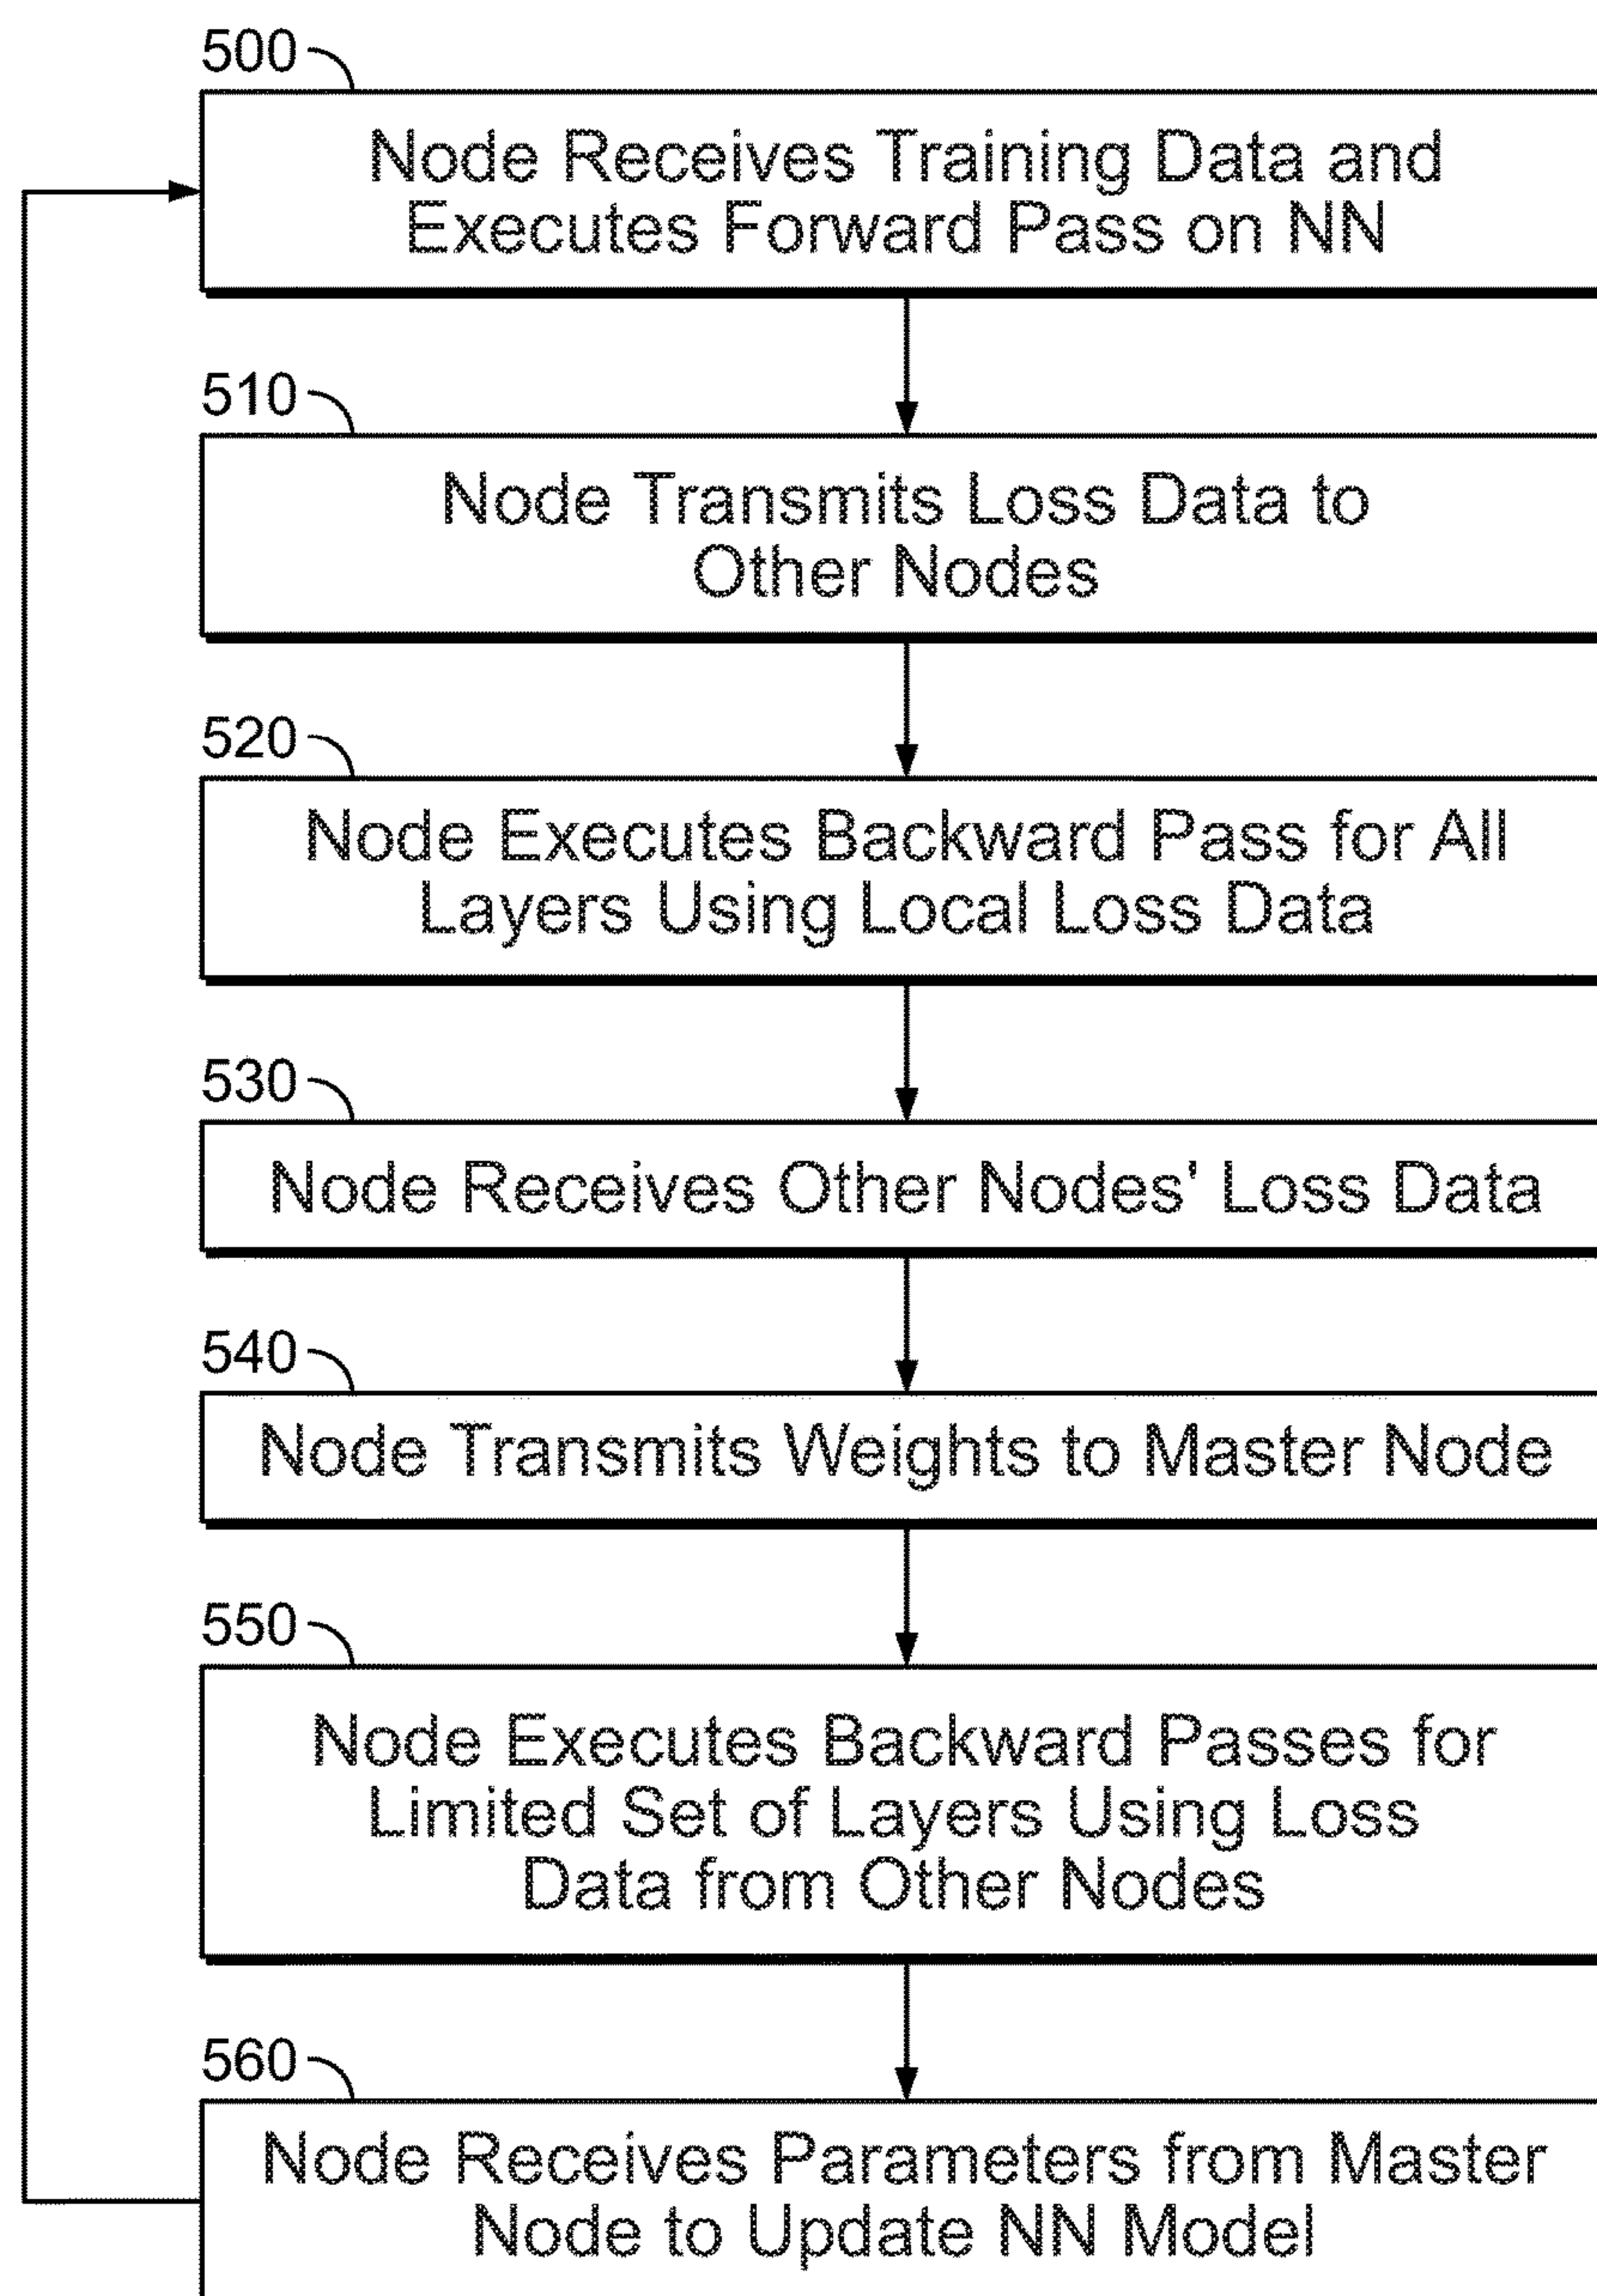 500
Node Receives Training Data and
Executes Forward Pass on NN
510
Node Transmits Loss Data to
Other Nodes
520
Node Executes Backward Pass for All
Layers Using Local Loss Data
530
Node Receives Other Nodes' Loss Data
540
Node Transmits Weights to Master Node
550
Node Executes Backward Passes for
Limited Set of Layers Using Loss
Data from Other Nodes
560
Node Receives Parameters from Master
Node to Update NN Model